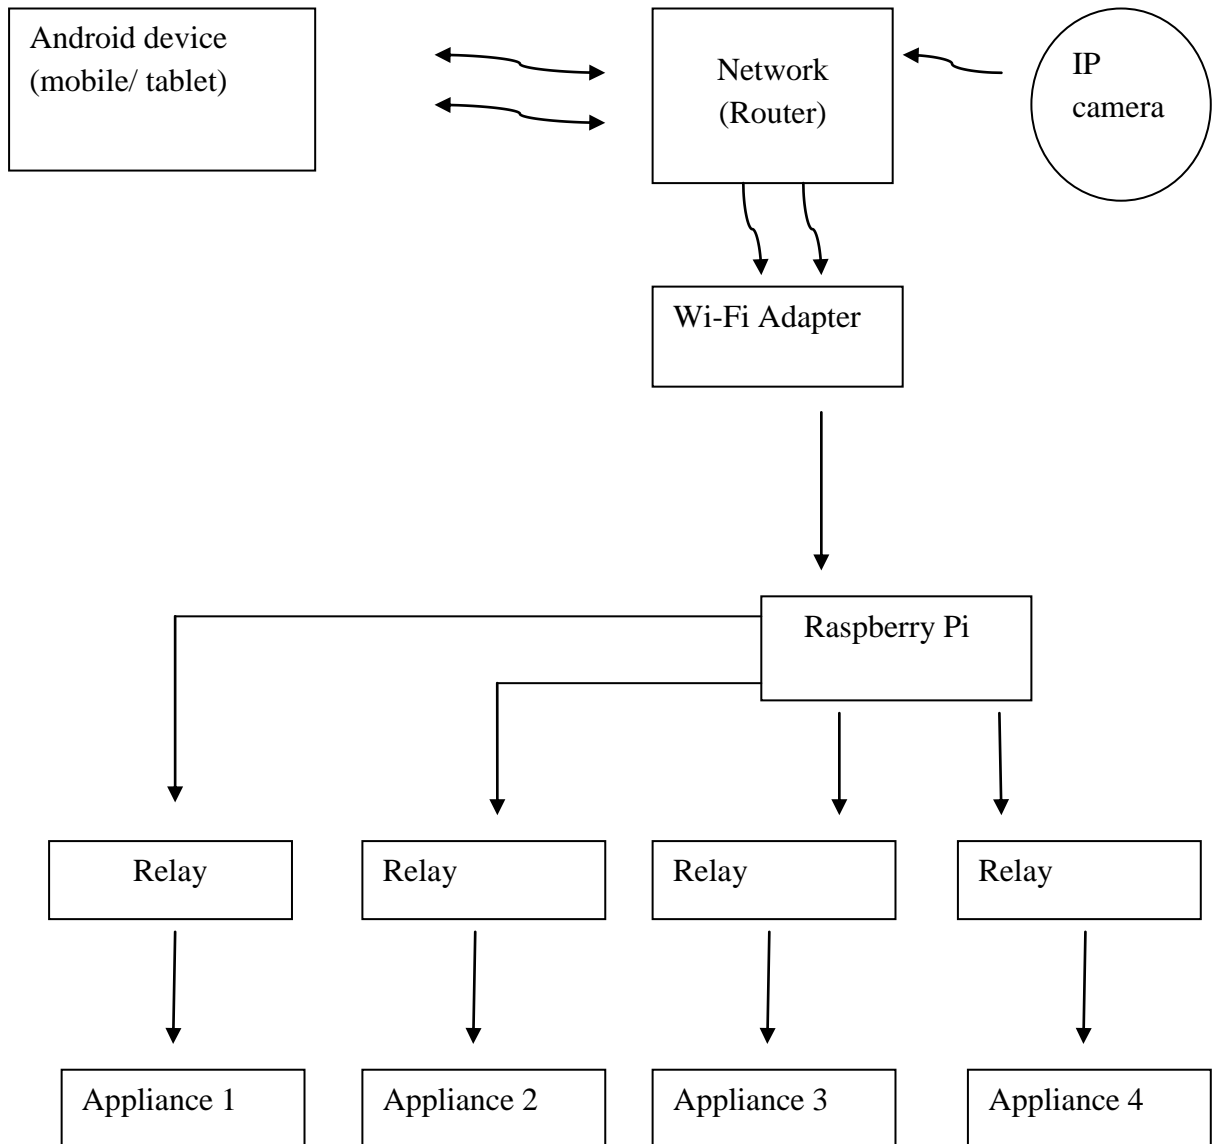 Android device
(mobile/ tablet)
Network
(Router)
IP
camera
Wi-Fi Adapter
Raspberry Pi
Relay
Relay
Relay
Relay
Appliance 1
Appliance 2
Appliance 3
Appliance 4